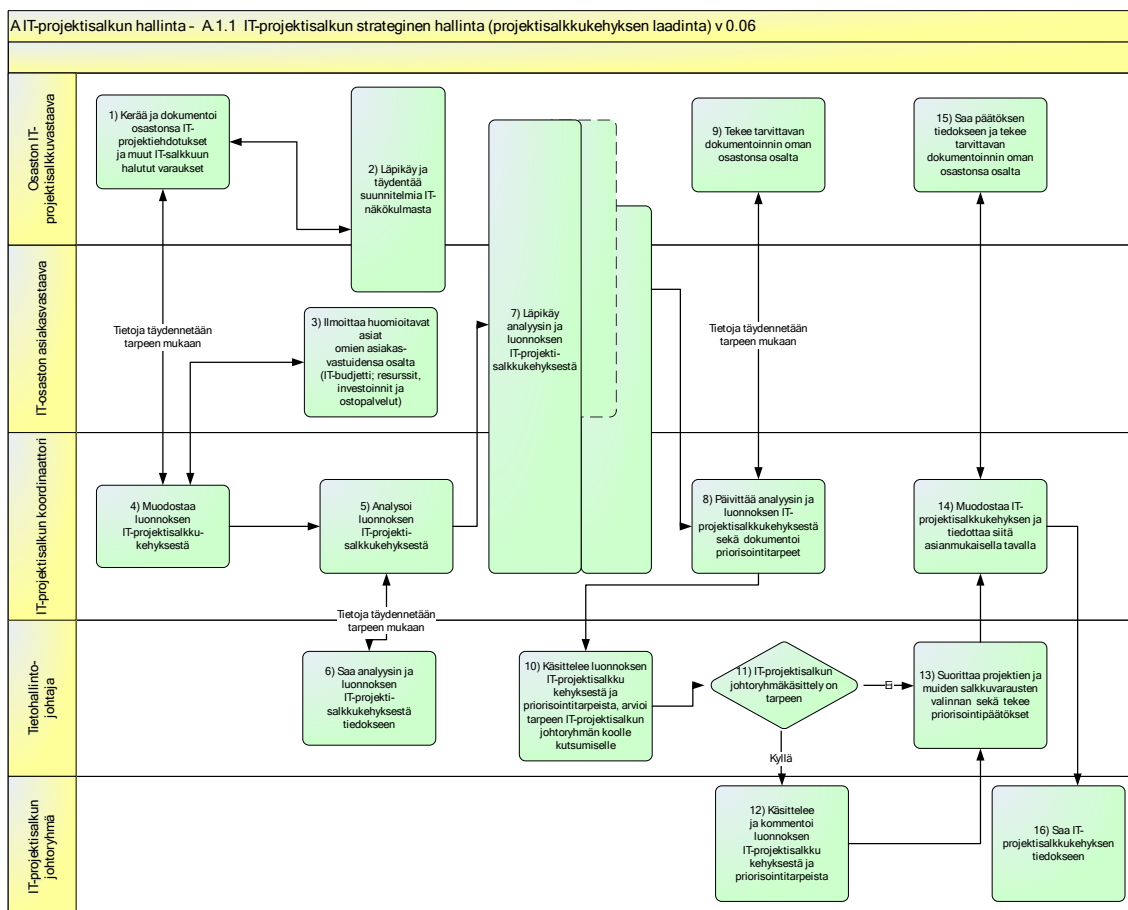 A IT-projektisalkun hallinta - A.1.1 IT-projektisalkun strateginen hallinta (projektisalkkukehyksen laadinta) v 0.06
Osaston IT-
projektisalkkuvastaava
1) Kerää ja dokumentoi
osastonsa IT-
projektiehdotukset
ja muut IT-salkkuun
halutut varaukset
2) Läpikäy ja
täydentää
suunnitelmia IT-
näkökulmasta
9) Tekee tarvittavan
dokumentoinnin oman
osastonsa osalta
15) Saa päätöksen
tiedokseen ja tekee
tarvittavan
dokumentoinnin oman
osastonsa osalta
IT-osaston asiakasvastaava
Tietoja täydennetään
tarpeen mukaan
3) Ilmoittaa huomioitavat
asiat
omien asiakas-
vastuidensa osalta
(IT-budjetti; resurssit,
investoinnit ja
ostopalvelut)
7) Läpikäy
analyysin ja
luonnoksen
IT-projekti-
salkkukehyksestä
Tietoja täydennetään
tarpeen mukaan
IT-projektisalkun koordinaattori
4) Muodostaa
luonnoksen
IT-projektisalkku-
kehyksestä
5) Analysoi
luonnoksen
IT-projekti-
salkkukehyksestä
8) Päivittää analyysin ja
luonnoksen IT-
projektisalkkukehyksestä
sekä dokumentoi
priorisointitarpeet
14) Muodostaa IT-
projektisalkkukehyksen ja
tiedottaa siitä
asianmukaisella tavalla
Tietohallinto-
johtaja
Tietoja täydennetään
tarpeen mukaan
6) Saa analyysin ja
luonnoksen
IT-projekti-
salkkukehyksestä
tiedokseen
10) Käsittelee luonnoksen
IT-projektisalkku
kehyksestä ja
priorisointitarpeista, arvioi
tarpeen IT-projektisalkun
johtoryhmän koolle
kutsumiselle
11) IT-projektisalkun
johtoryhmäkäsittely on
tarpeen
Ei
Kyllä
13) Suorittaa projektien ja
muiden salkkuvarausten
valinnan sekä tekee
priorisointipäätökset
IT-projektisalkun
johtoryhmä
12) Käsittelee
ja kommentoi
luonnoksen
IT-projektisalkku
kehyksestä ja
priorisointitarpeista
16) Saa IT-
projektisalkkukehyksen
tiedokseen